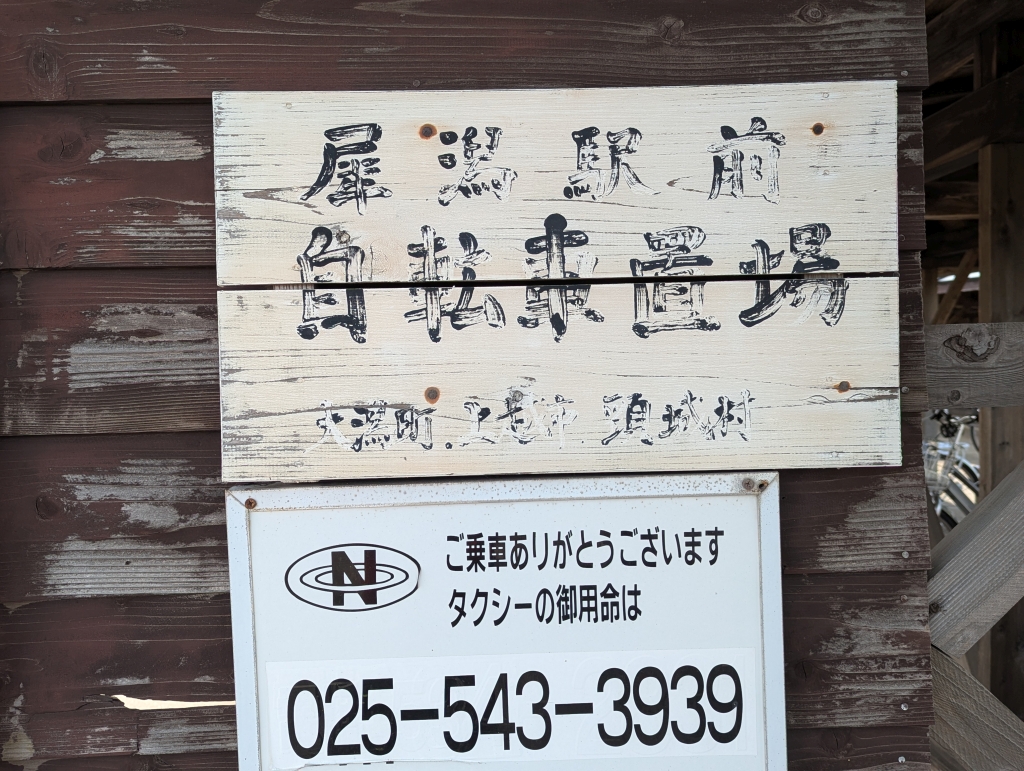 犀潟駅前
自転車置場
大潟町.上越市.頸城村
N
ご乗車ありがとうございます
タクシーの御用命は
025-543-3939